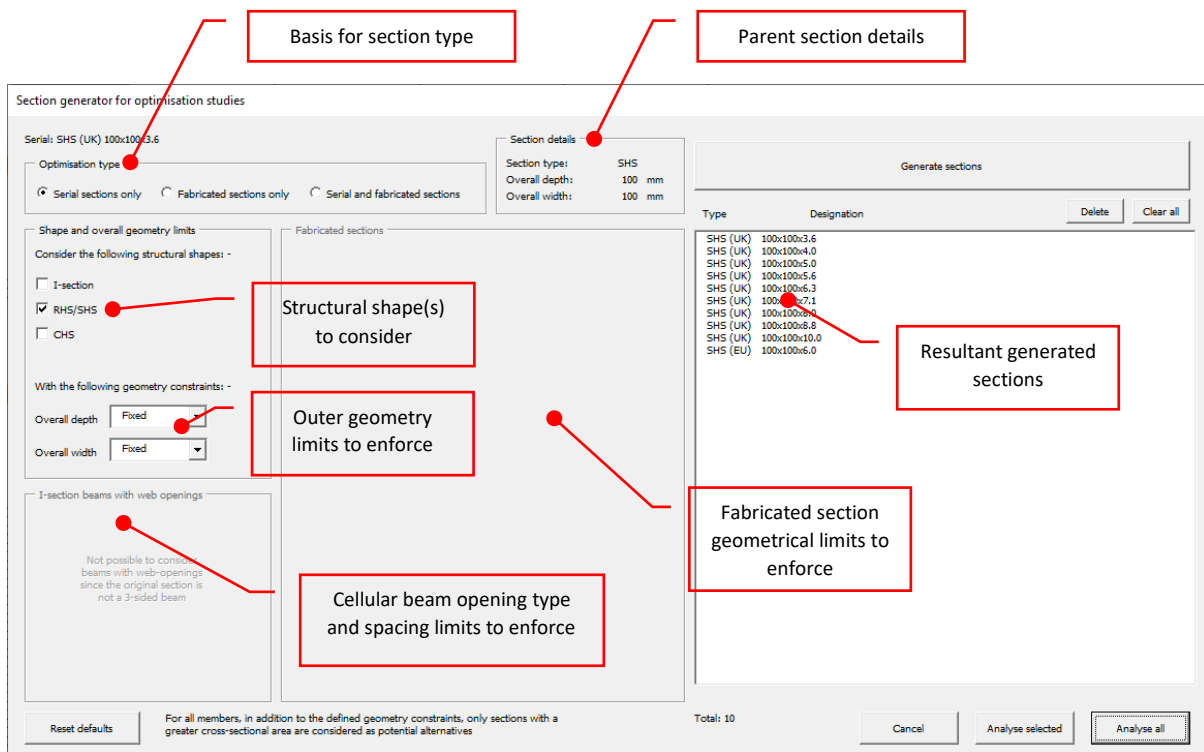 Basis for section type
Parent section details
Section generator for optimisation studies
Serial: SHS (UK) 100x100x3.6
Optimisation type
Serial sections only
Fabricated sections only
Serial and fabricated sections
Section details
Section type: SHS
Overall depth: 100 mm
Overall width: 100 mm
Generate sections
Type Designation
Delete
Clear all
Shape and overall geometry limits
Consider the following structural shapes: -
I-section
RHS/SHS
CHS
Structural shape(s)
to consider
With the following geometry constraints: -
Overall depth Fixed
Overall width Fixed
Outer geometry
limits to enforce
Fabricated sections
SHS (UK) 100x100x3.6
SHS (UK) 100x100x4.0
SHS (UK) 100x100x5.0
SHS (UK) 100x100x5.6
SHS (UK) 100x100x6.3
SHS (UK) 100x100x7.1
SHS (UK) 100x100x8.0
SHS (UK) 100x100x8.8
SHS (UK) 100x100x10.0
SHS (EU) 100x100x6.0
Resultant generated
sections
Fabricated section
geometrical limits to
enforce
I-section beams with web openings
Not possible to consider
beams with web-openings
since the original section is
not a 3-sided beam
Cellular beam opening type
and spacing limits to enforce
Reset defaults
For all members, in addition to the defined geometry constraints, only sections with a
greater cross-sectional area are considered as potential alternatives
Total: 10
Cancel
Analyse selected
Analyse all